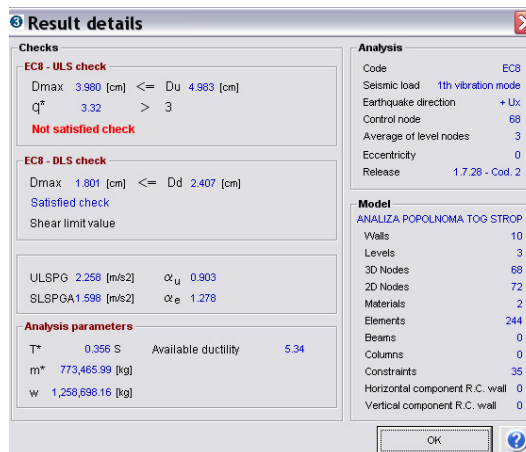 Result details
Checks
EC8 - ULS check
Dmax 3.980 [cm] <= Du 4.983 [cm]
q* 3.32 > 3
Not satisfied check
EC8 - DLS check
Dmax 1.801 [cm] <= Dd 2.407 [cm]
Satisfied check
Shear limit value
ULSPG 2.258 [m/s2] αu 0.903
SLSPGA 1.598 [m/s2] αe 1.278
Analysis parameters
T* 0.356 S Available ductility 5.34
m* 773,465.99 [kg]
w 1,258,698.16 [kg]
Analysis
Code EC8
Seismic load 1th vibration mode
Earthquake direction + Ux
Control node 68
Average of level nodes 3
Eccentricity 0
Release 1.7.28 - Cod. 2
Model
ANALIZA POPOLNOMA TOG STROP
Walls 10
Levels 3
3D Nodes 68
2D Nodes 72
Materials 2
Elements 244
Beams 0
Columns 0
Constraints 35
Horizontal component R.C. wall 0
Vertical component R.C. wall 0
OK
?